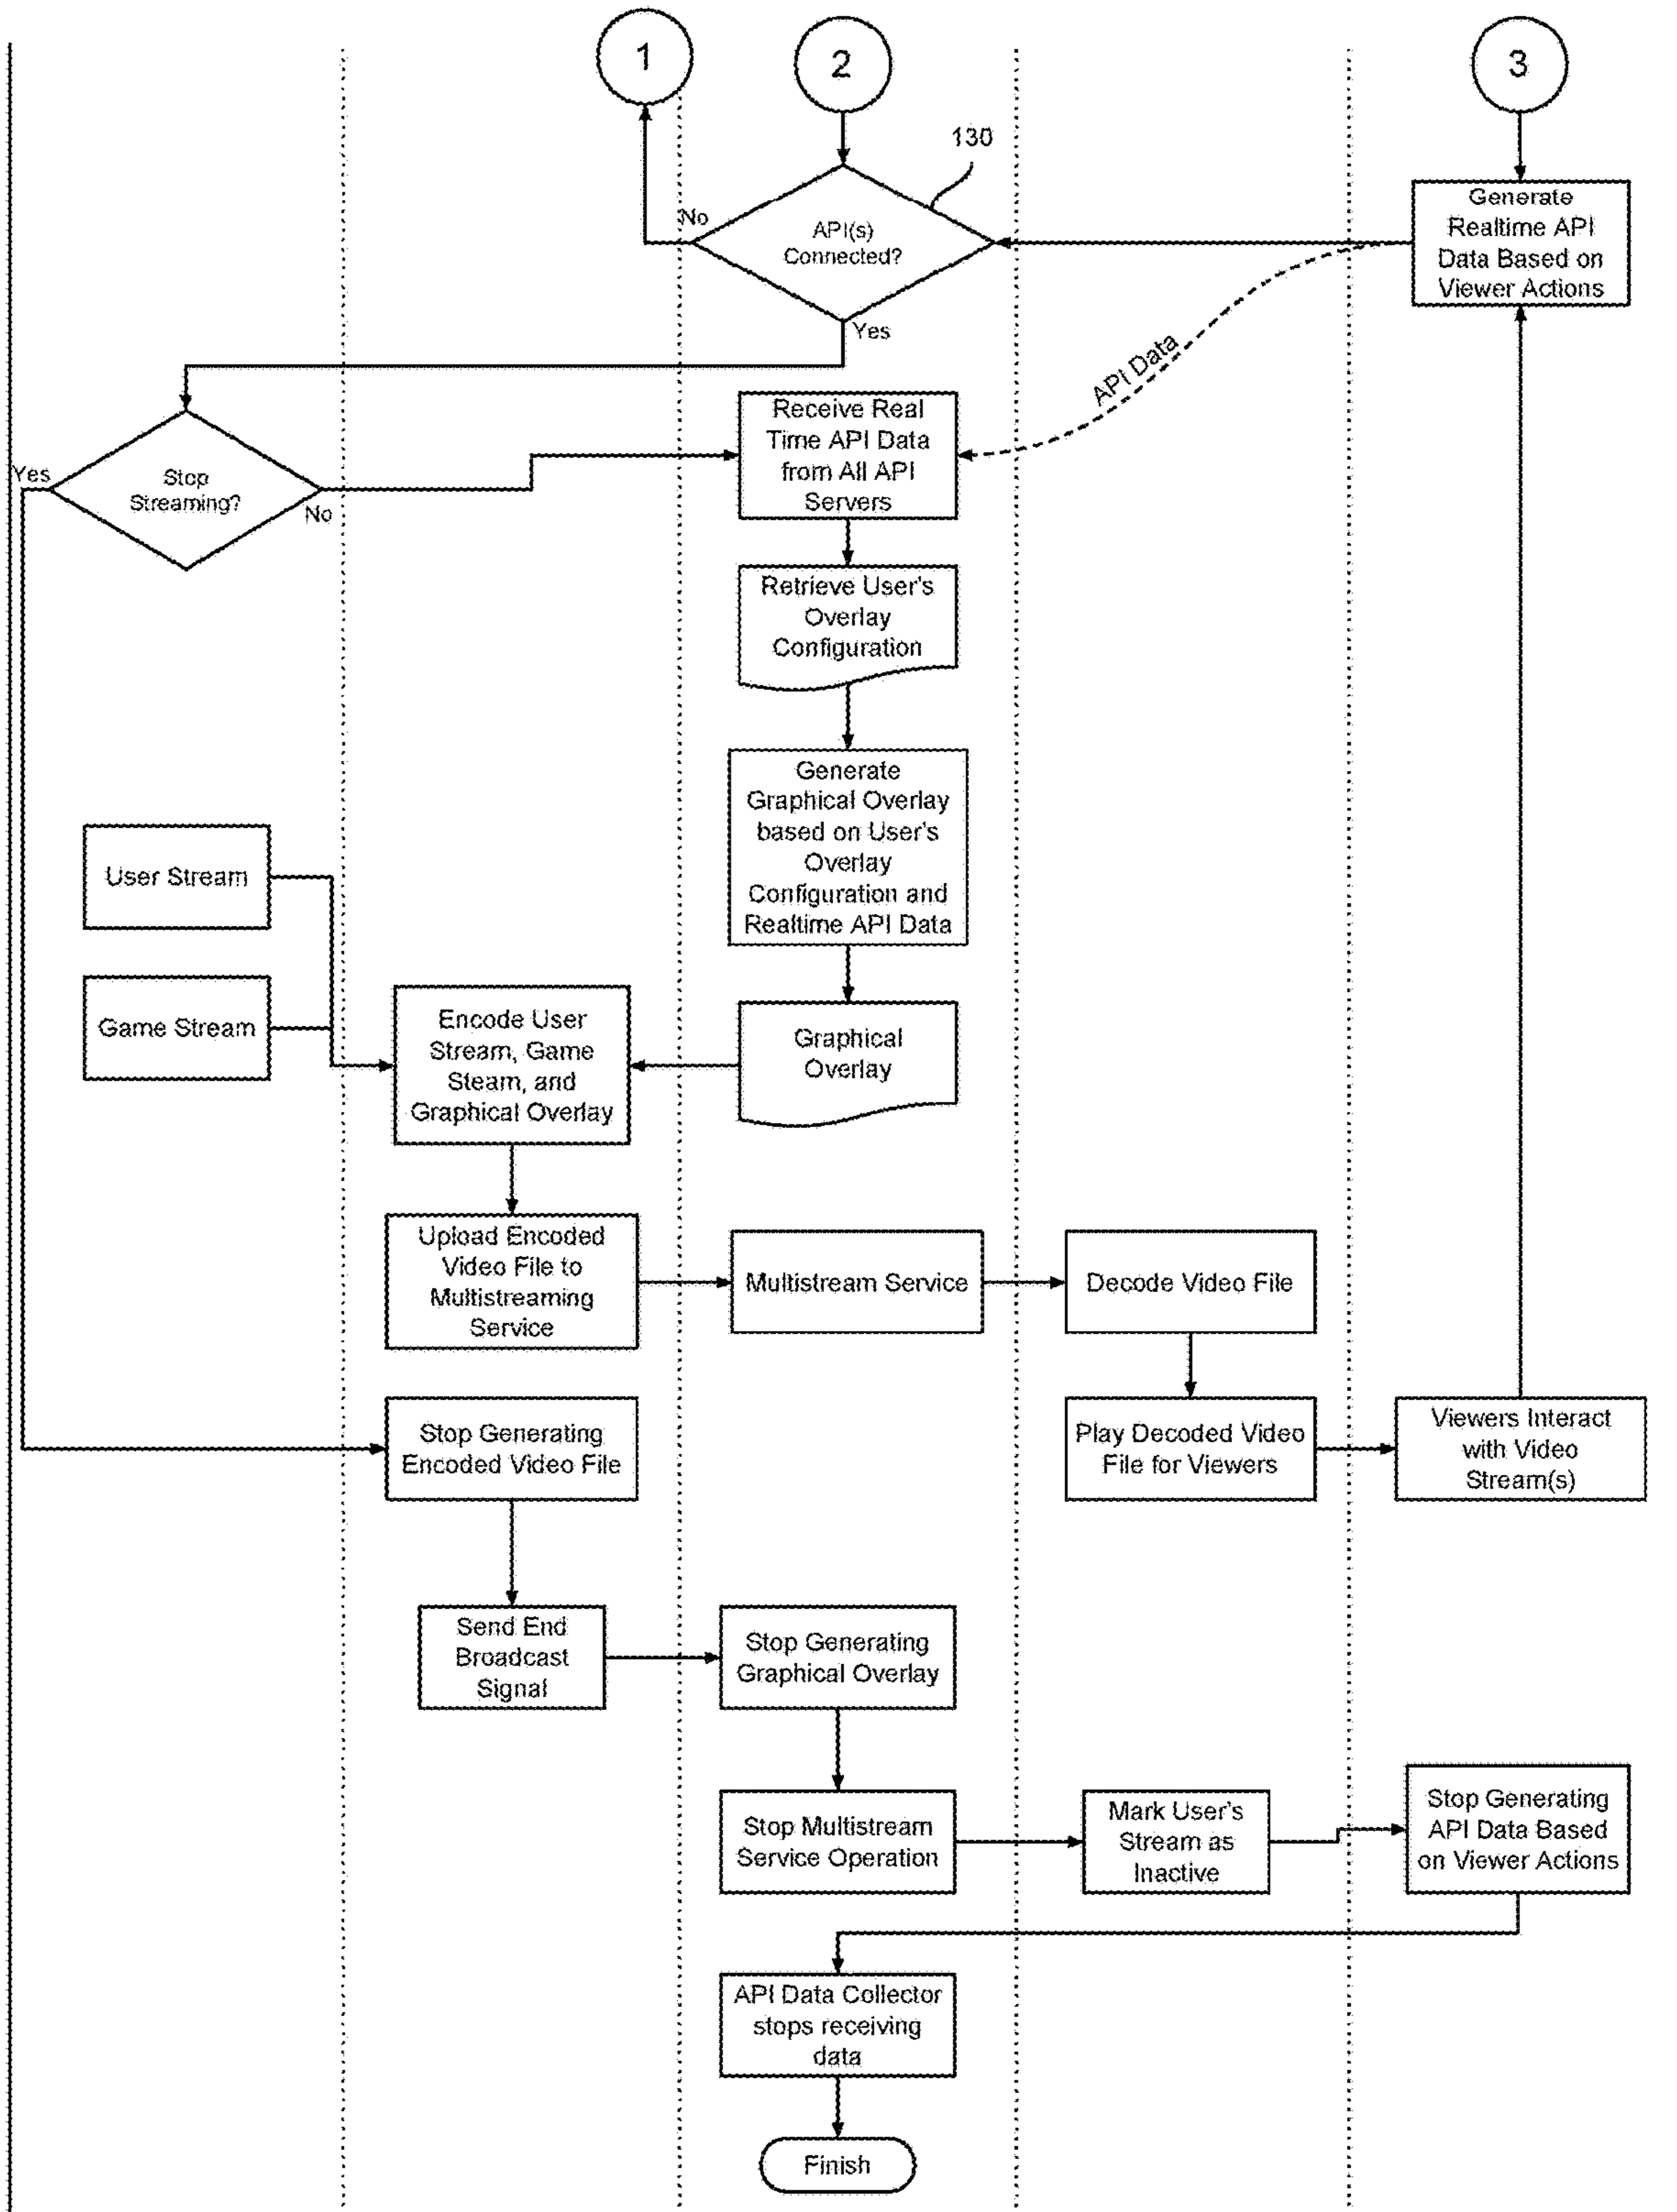 1
2
3
130
No
API(s)
Connected?
Yes
Generate
Realtime API
Data Based on
Viewer Actions
API Data
Stop
Streaming?
Yes
No
Receive Real
Time API Data
from All API
Servers
Retrieve User's
Overlay
Configuration
Generate
Graphical Overlay
based on User's
Overlay
Configuration and
Realtime API Data
User Stream
Game Stream
Encode User
Stream, Game
Steam, and
Graphical Overlay
Graphical
Overlay
Upload Encoded
Video File to
Multistreaming
Service
Multistream Service
Decode Video File
Stop Generating
Encoded Video File
Play Decoded Video
File for Viewers
Viewers Interact
with Video
Stream(s)
Send End
Broadcast
Signal
Stop Generating
Graphical Overlay
Stop Multistream
Service Operation
Mark User's
Stream as
Inactive
Stop Generating
API Data Based
on Viewer Actions
API Data Collector
stops receiving
data
Finish